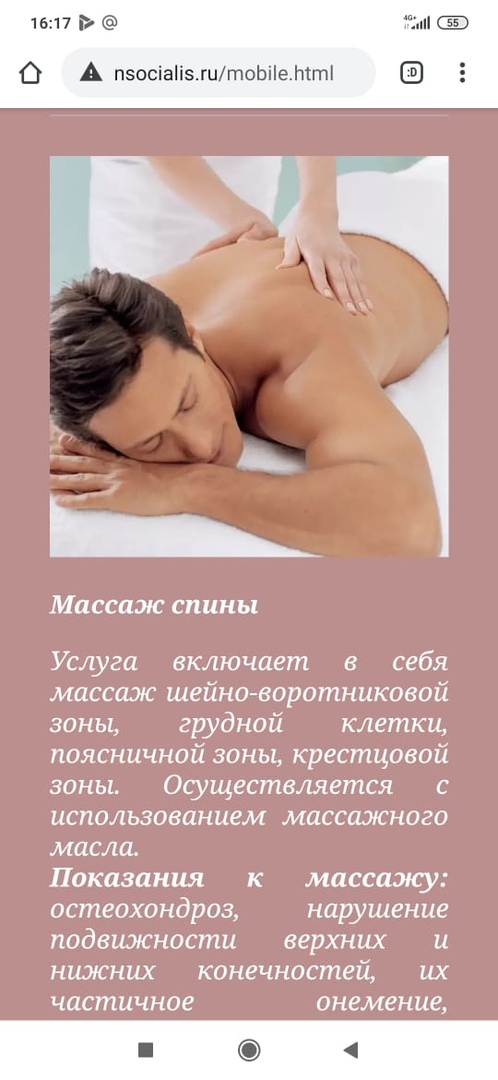 16:17
4G+
55
nsocialis.ru/mobile.html
:D
Массаж спины
Услуга включает в себя
массаж шейно-воротниковой
зоны, грудной клетки,
поясничной зоны, крестцовой
зоны. Осуществляется с
использованием массажного
масла.
Показания к массажу:
остеохондроз, нарушение
подвижности верхних и
нижних конечностей, их
частичное онемение,